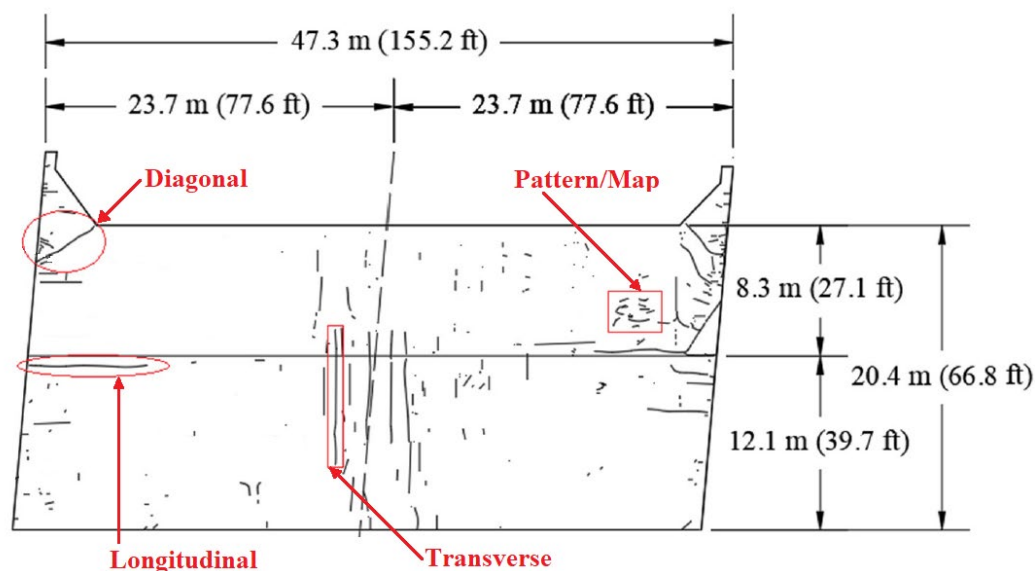 47.3 m (155.2 ft)
23.7 m (77.6 ft)
23.7 m (77.6 ft)
Diagonal
Pattern/Map
8.3 m (27.1 ft)
20.4 m (66.8 ft)
12.1 m (39.7 ft)
Longitudinal
Transverse